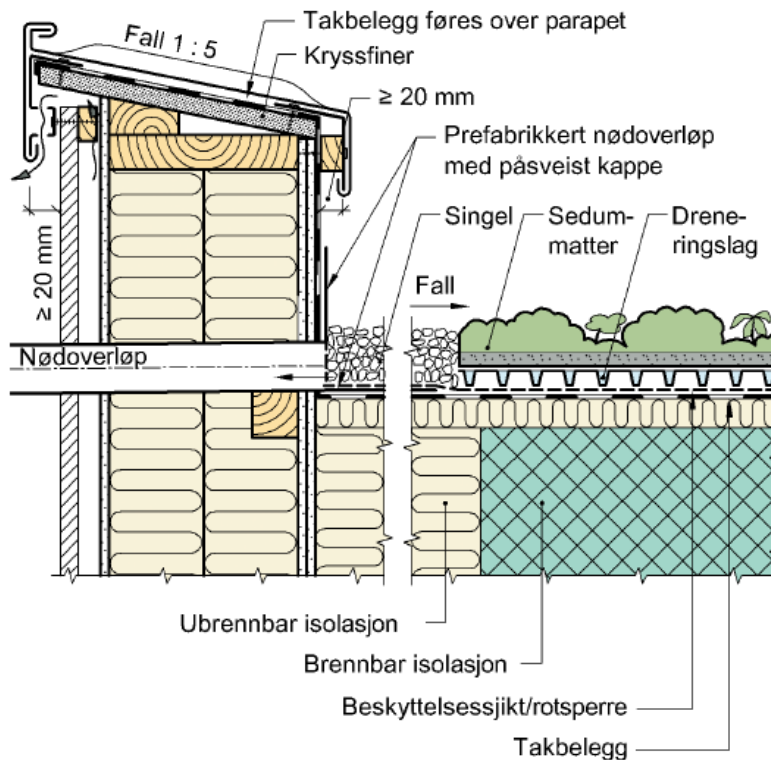 Takbelegg føres over parapet
Fall 1 : 5
Kryssfiner
≥ 20 mm
Prefabrikkert nødoverløp
med påsveist kappe
Singel
Sedum-
matter
Drene-
ringslag
≥ 20 mm
Fall
Nødoverløp
Ubrennbar isolasjon
Brennbar isolasjon
Beskyttelsessjikt/rotsperre
Takbelegg